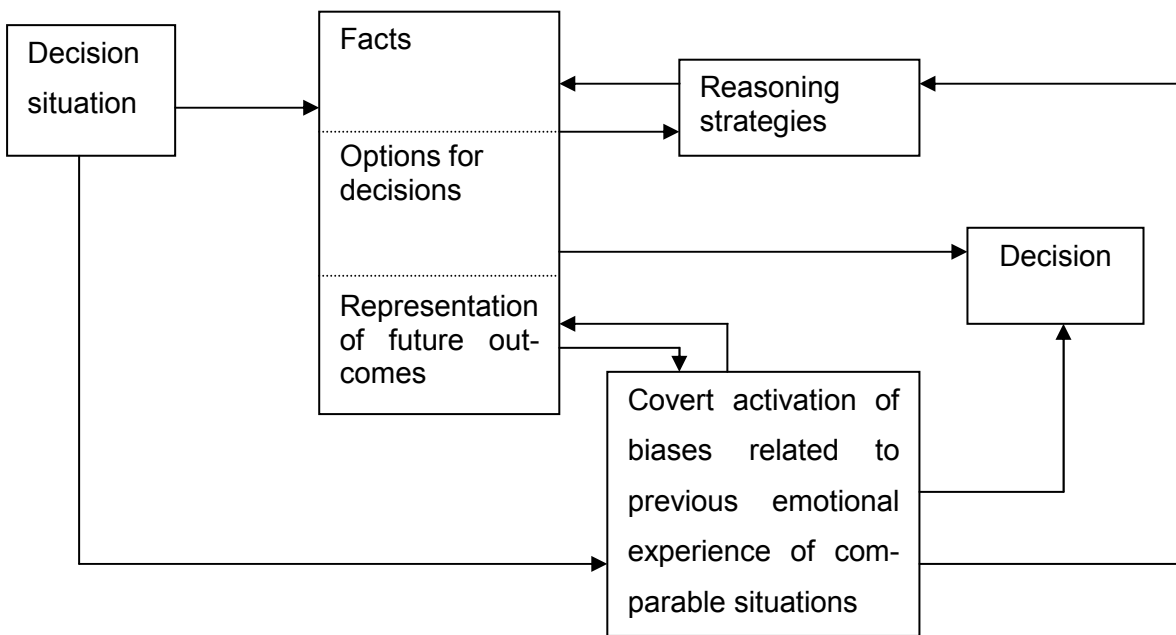 Decision
situation
Facts
Options for
decisions
Representation
of future out-
comes
Reasoning
strategies
Decision
Covert activation of
biases related to
previous emotional
experience of com-
parable situations